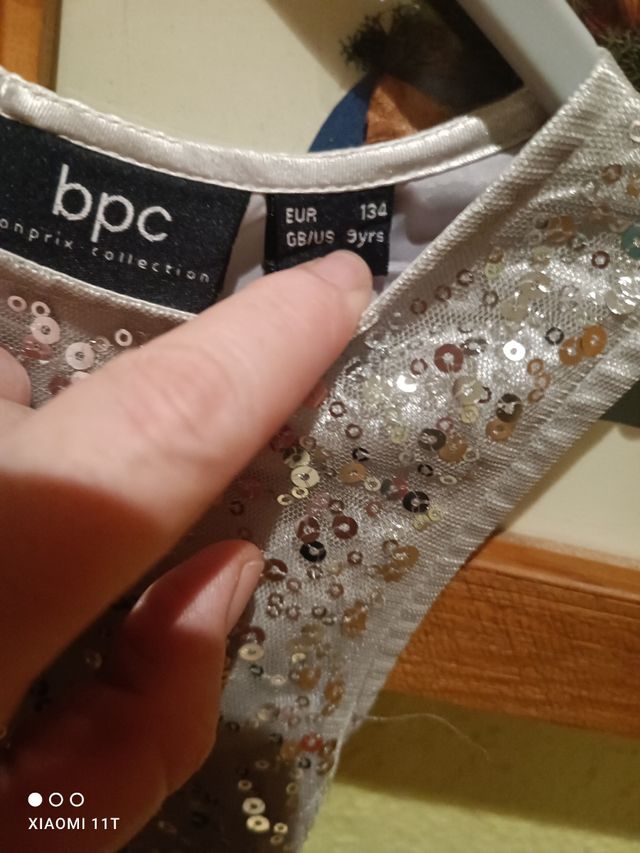 bpc
onprix collection
EUR 134
GB/US 9yrs
XIAOMI 11T